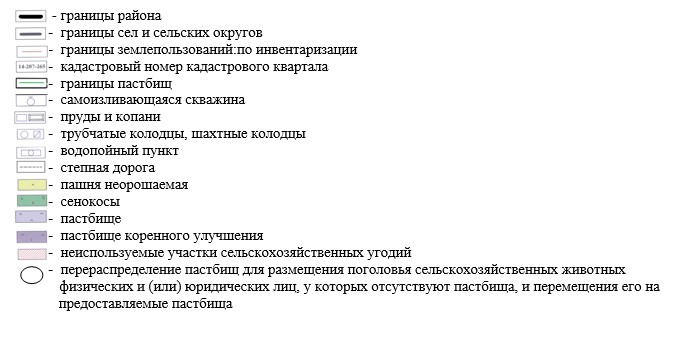 - границы района
- границы сел и сельских округов
- границы землепользований:по инвентаризации
14-207-265 - кадастровый номер кадастрового квартала
- границы пастбищ
- самоизливающаяся скважина
- пруды и копани
- трубчатые колодцы, шахтные колодцы
- водопойный пункт
- степная дорога
- пашня неорошаемая
- сенокосы
- пастбище
- пастбище коренного улучшения
- неиспользуемые участки сельскохозяйственных угодий
- перераспределение пастбищ для размещения поголовья сельскохозяйственных животных
физических и (или) юридических лиц, у которых отсутствуют пастбища, и перемещения его на
предоставляемые пастбища